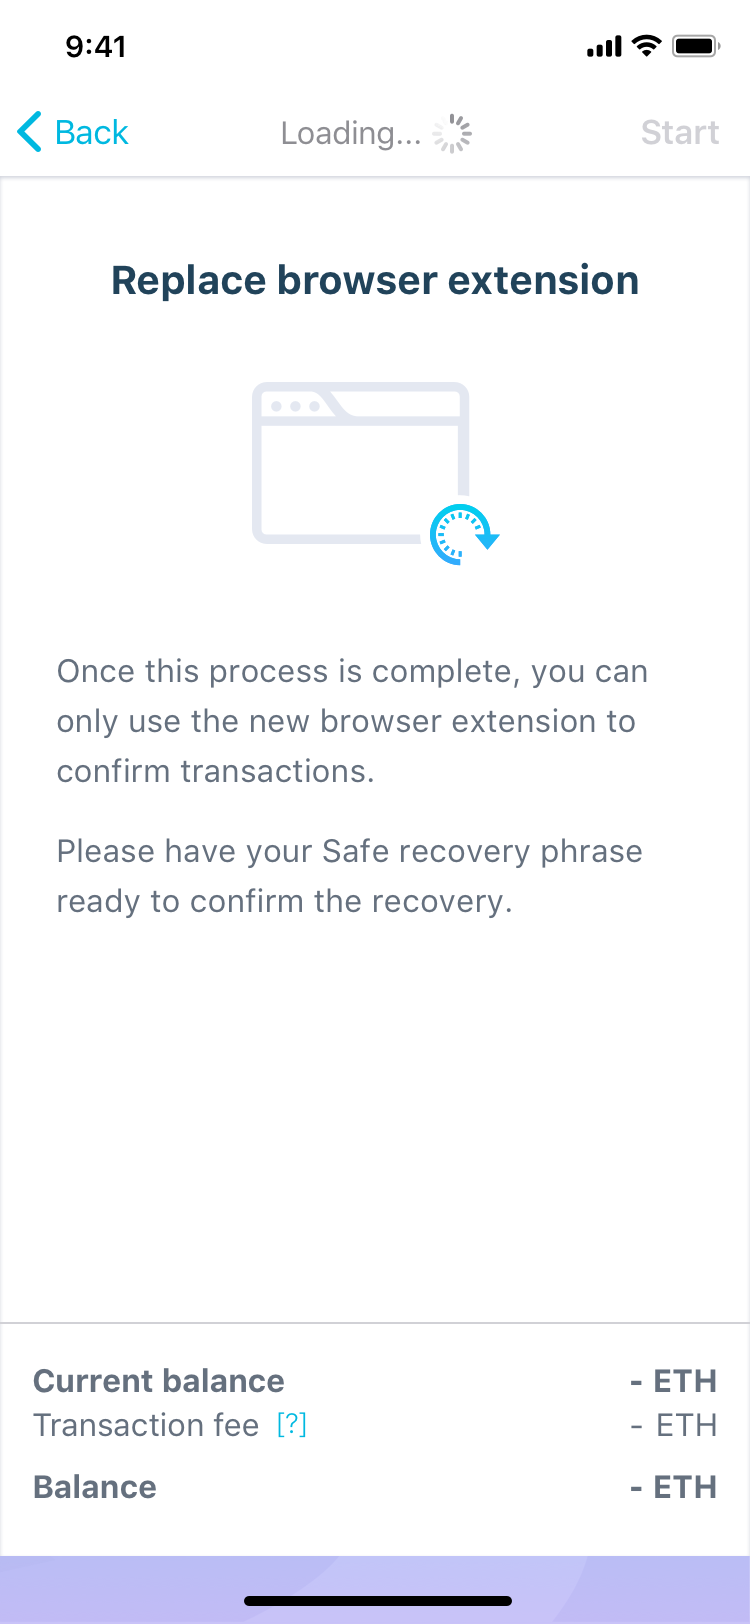 9:41
Back Loading... Start
Replace browser extension
Once this process is complete, you can
only use the new browser extension to
confirm transactions.
Please have your Safe recovery phrase
ready to confirm the recovery.
Current balance - ETH
Transaction fee [?] - ETH
Balance - ETH